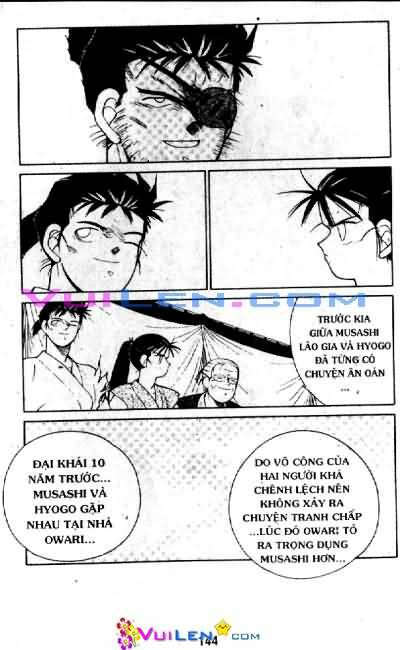 VuiLen.com
TRƯỚC KIA
GIỮA MUSASHI
LÃO GIA VÀ HYOGO
ĐÃ TỪNG CÓ
CHUYỆN ÂN OÁN
...
DO VÕ CÔNG CỦA
HAI NGƯỜI KHÁ
CHÊNH LỆCH NÊN
KHÔNG XẢY RA
CHUYỆN TRANH CHẤP
...LÚC ĐÓ OWARI TỎ
RA TRỌNG DỤNG
MUSASHI HƠN...
ĐẠI KHÁI 10
NĂM TRƯỚC...
MUSASHI VÀ
HYOGO GẶP
NHAU TẠI NHÀ
OWARI...
VuiLen.com
144